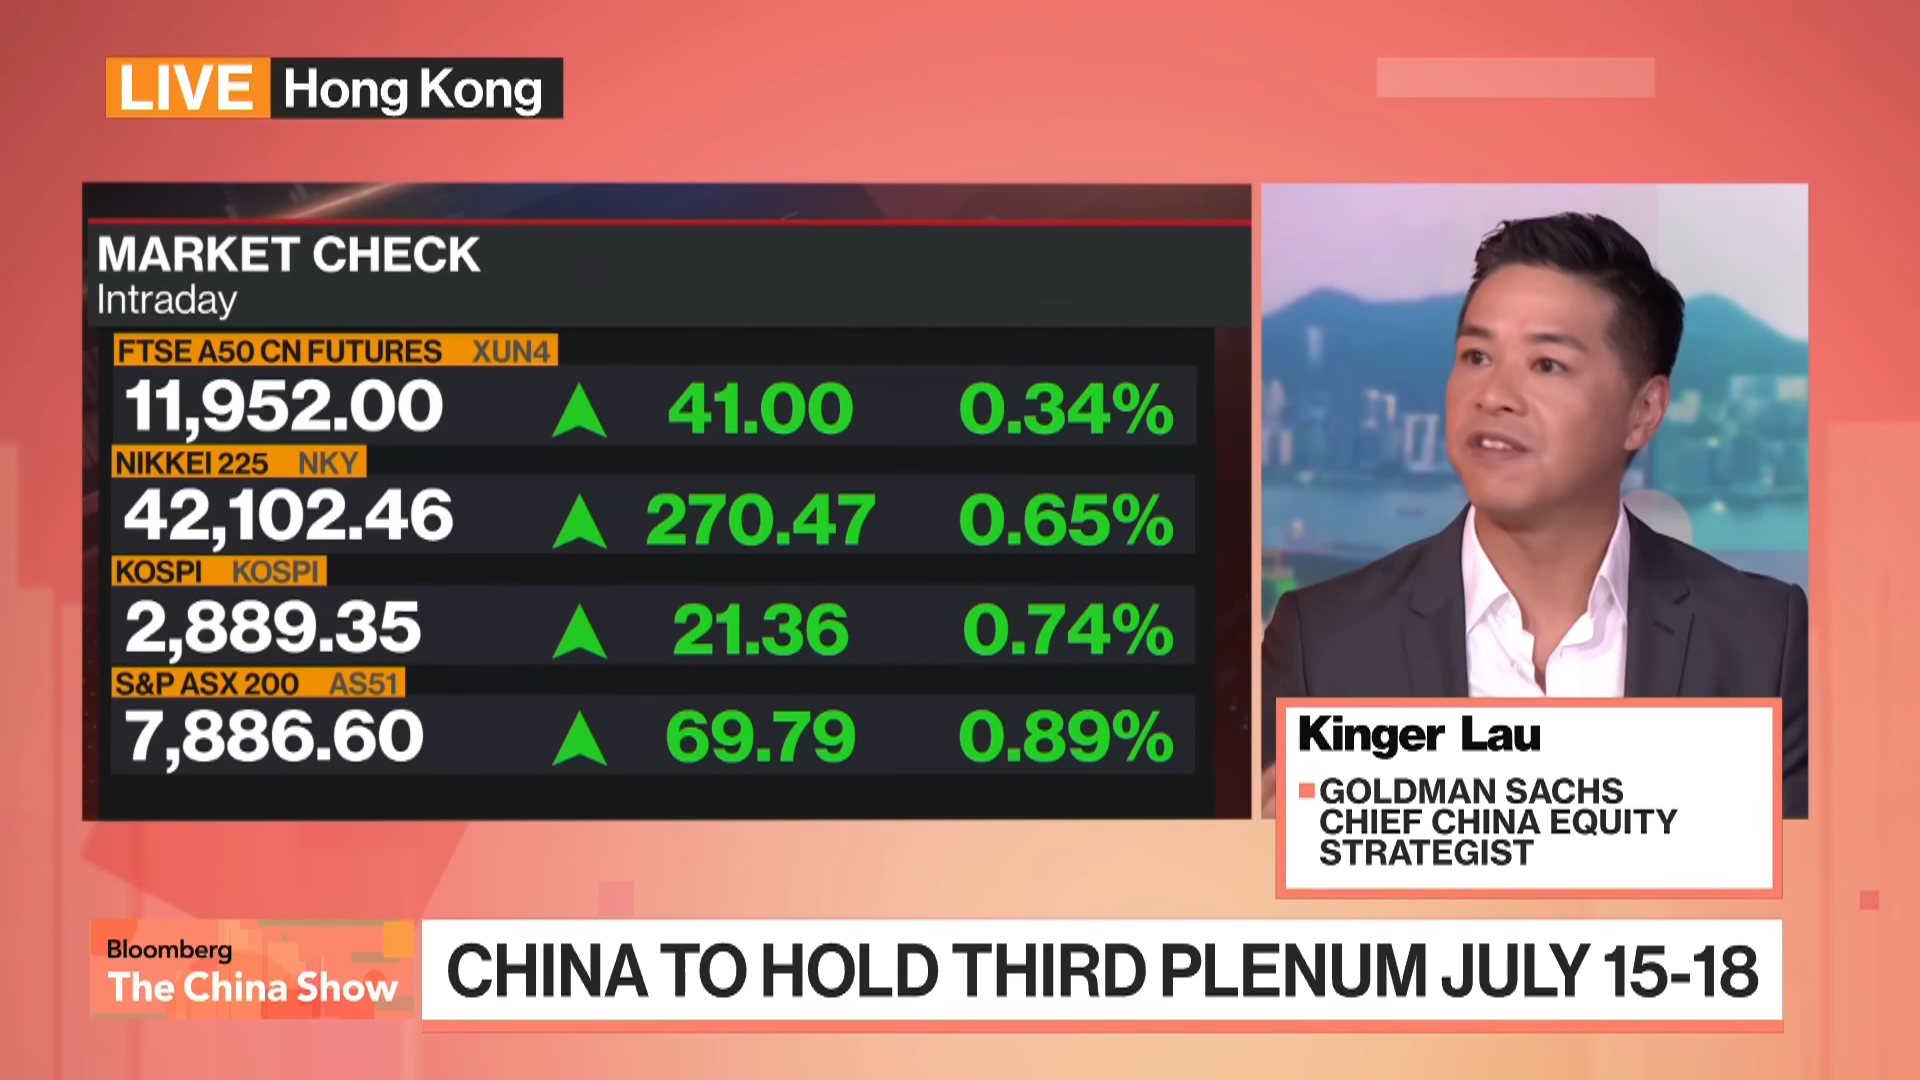 LIVE Hong Kong
MARKET CHECK
Intraday
FTSE A50 CN FUTURES XUN4
11,952.00 ▲ 41.00 0.34%
NIKKEI 225 NKY
42,102.46 ▲ 270.47 0.65%
KOSPI KOSPI
2,889.35 ▲ 21.36 0.74%
S&P ASX 200 AS51
7,886.60 ▲ 69.79 0.89%
Kinger Lau
GOLDMAN SACHS
CHIEF CHINA EQUITY
STRATEGIST
Bloomberg
The China Show
CHINA TO HOLD THIRD PLENUM JULY 15-18